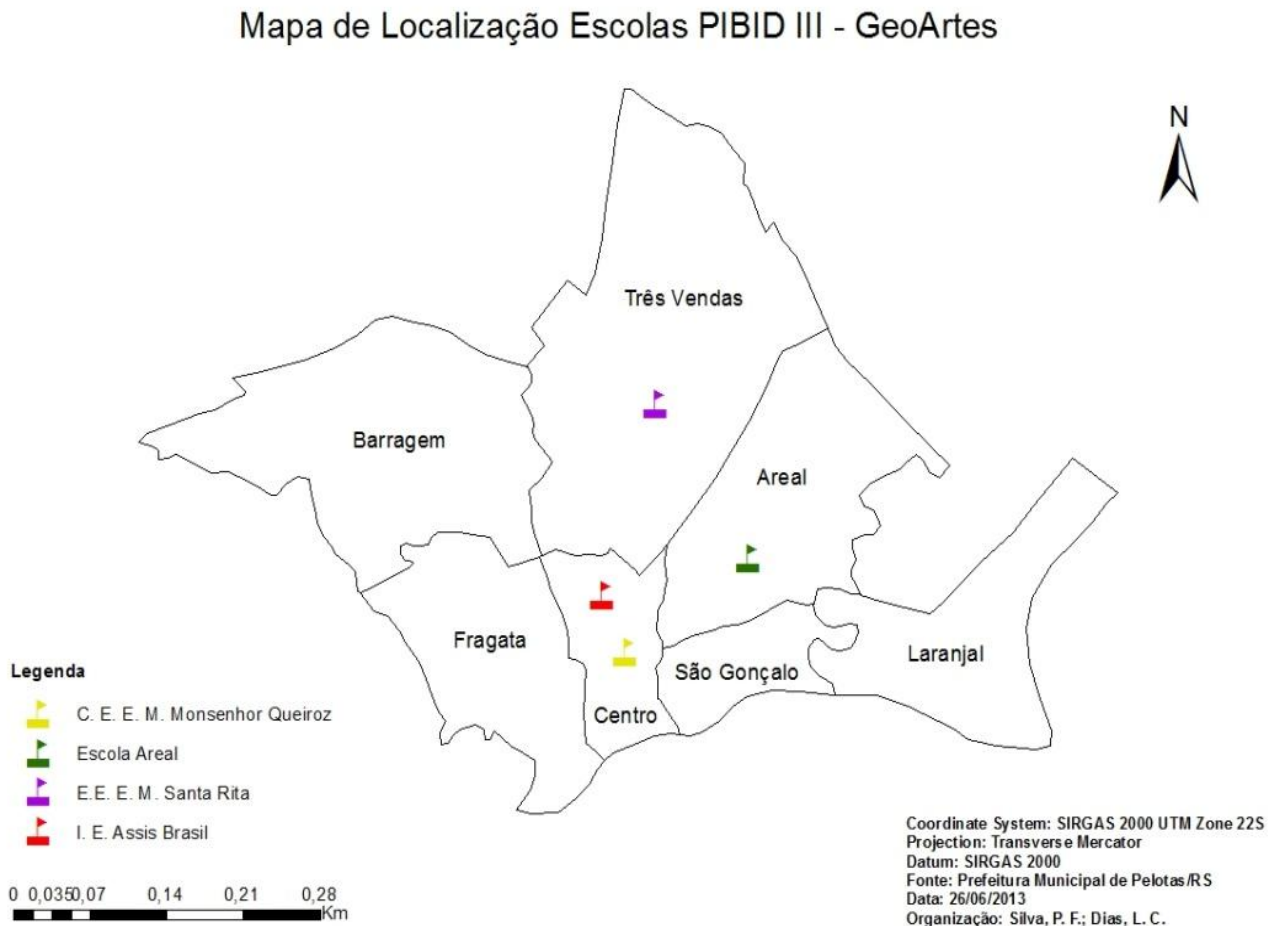 Mapa de Localização Escolas PIBID III - GeoArtes
N
Três Vendas
Barragem
Areal
Fragata
São Gonçalo
Laranjal
Centro
Legenda
C. E. E. M. Monsenhor Queiroz
Escola Areal
E.E. E. M. Santa Rita
I. E. Assis Brasil
0 0,0350,07 0,14 0,21 0,28
Km
Coordinate System: SIRGAS 2000 UTM Zone 22S
Projection: Transverse Mercator
Datum: SIRGAS 2000
Fonte: Prefeitura Municipal de Pelotas/RS
Data: 26/06/2013
Organização: Silva, P. F.; Dias, L. C.